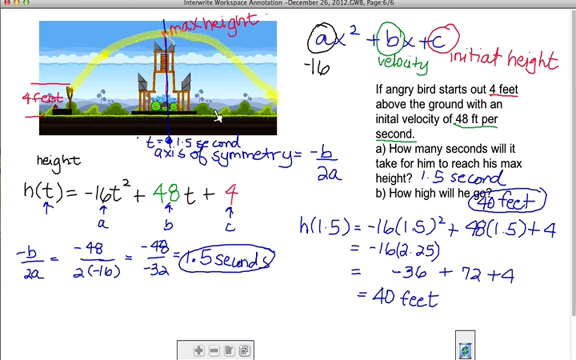 Interwrite Workspace Annotation - December 26, 2012.GWB, Page:6/6
max height
4 feet
t = 1.5 second
axis of symmetry = -b/2a
height
h(t) = -16t² + 48t + 4
a b c
-b/2a = -48/2(-16) = -48/-32 = 1.5 seconds
ax² + bx + c
-16
velocity
initial height
If angry bird starts out 4 feet
above the ground with an
inital velocity of 48 ft per
second.
a) How many seconds will it
take for him to reach his max
height? 1.5 second
b) How high will he go?
40 feet
h(1.5) = -16(1.5)² + 48(1.5) + 4
= -16(2.25)
= -36 + 72 + 4
= 40 feet